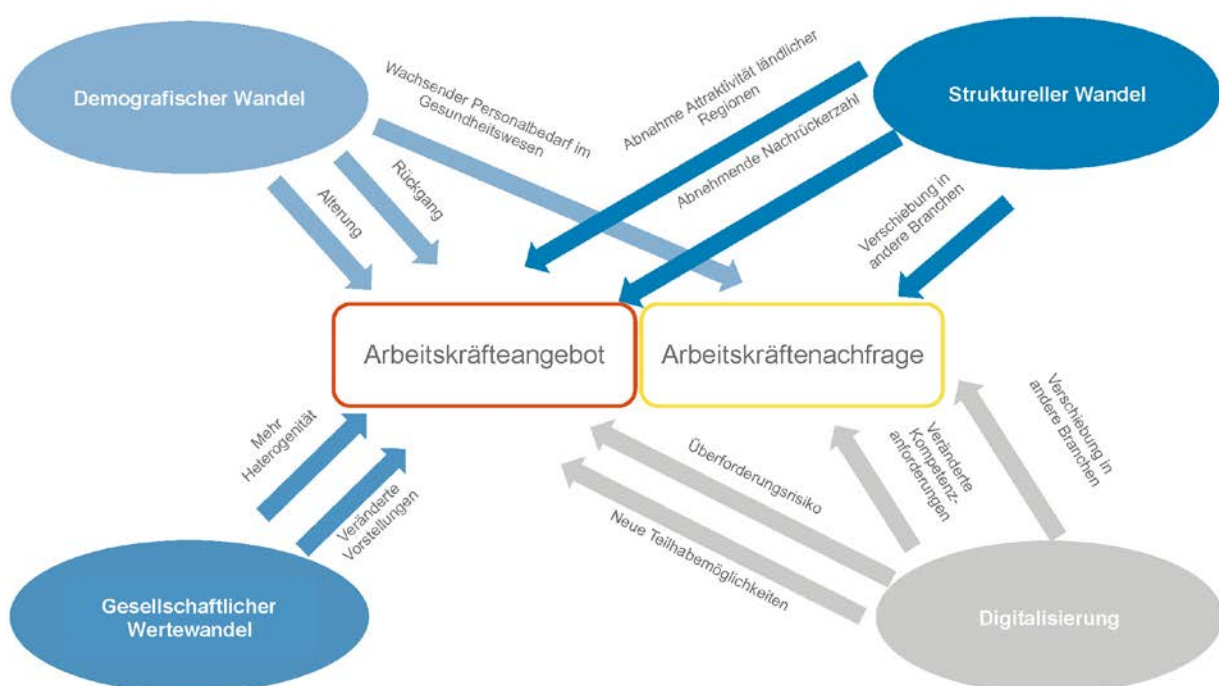 Demografischer Wandel
Wachsender Personalbedarf im
Gesundheitswesen
Rückgang
Alterung
Abnahme Attraktivität ländlicher
Regionen
Abnehmende Nachrückerzahl
Struktureller Wandel
Verschiebung in
andere Branchen
Arbeitskräfteangebot
Arbeitskräftenachfrage
Mehr
Heterogenität
Veränderte
Vorstellungen
Gesellschaftlicher
Wertewandel
Überforderungsrisiko
Neue Teilhabemöglichkeiten
Veränderte
Kompetenz-
anforderungen
Verschiebung in
andere Branchen
Digitalisierung